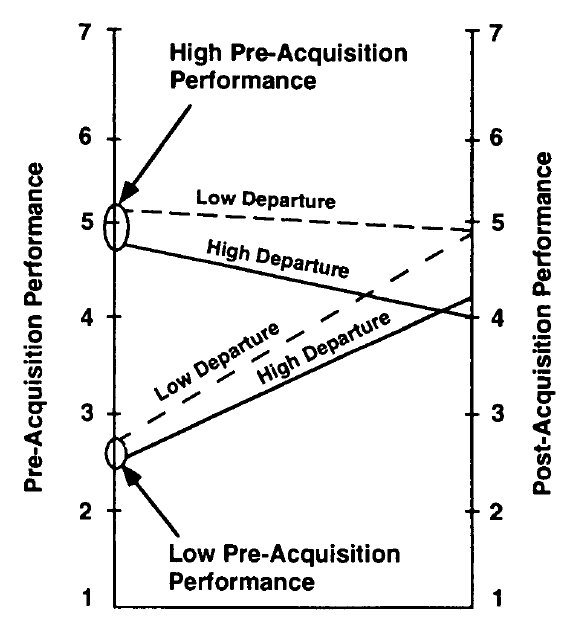 7
7
High Pre-Acquisition
Performance
6
6
Low Departure
5
5
High Departure
Pre-Acquisition Performance
Post-Acquisition Performance
4
4
Low Departure
High Departure
3
3
2
2
Low Pre-Acquisition
Performance
1
1